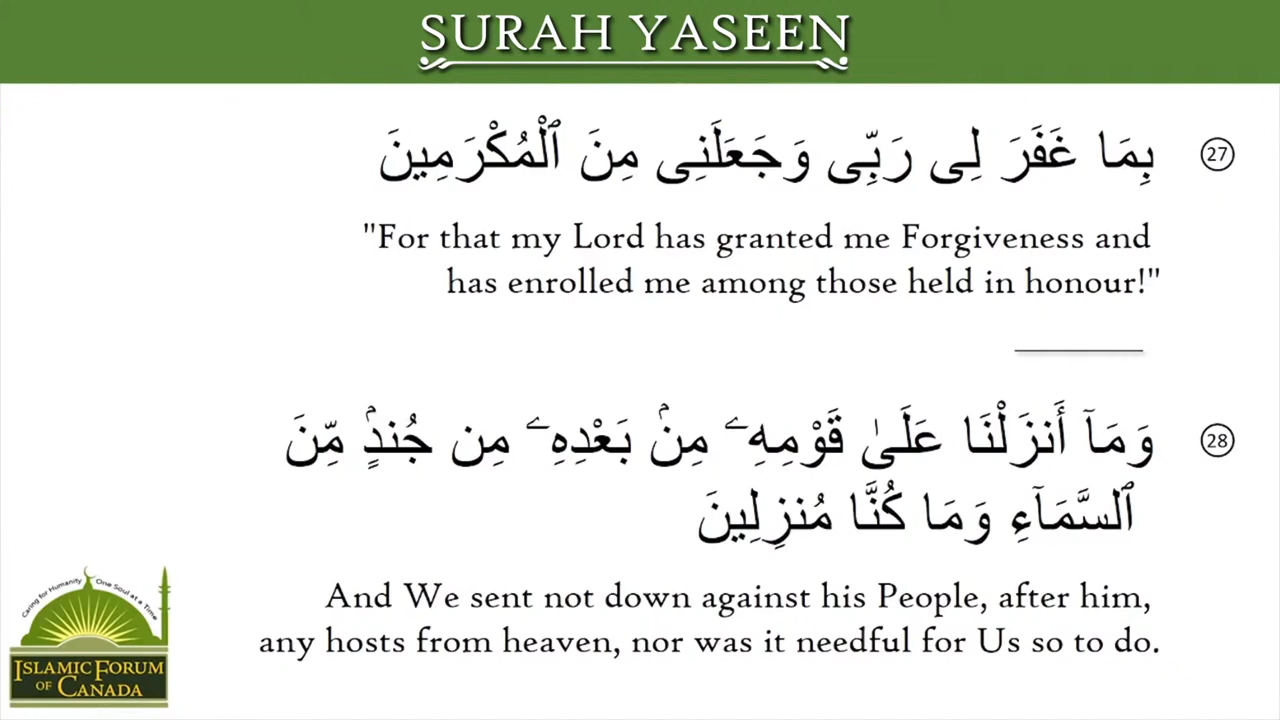 SURAH YASEEN
بِمَا غَفَرَ لِى رَبِّى وَجَعَلَنِى مِنَ ٱلْمُكْرَمِينَ 27
"For that my Lord has granted me Forgiveness and
has enrolled me among those held in honour!"
وَمَآ أَنزَلْنَا عَلَىٰ قَوْمِهِۦ مِنۢ بَعْدِهِۦ مِن جُندٍۢ مِّنَ 28
ٱلسَّمَآءِ وَمَا كُنَّا مُنزِلِينَ
And We sent not down against his People, after him,
any hosts from heaven, nor was it needful for Us so to do.
Caring for Humanity One Soul at a Time
ISLAMIC FORUM
OF CANADA